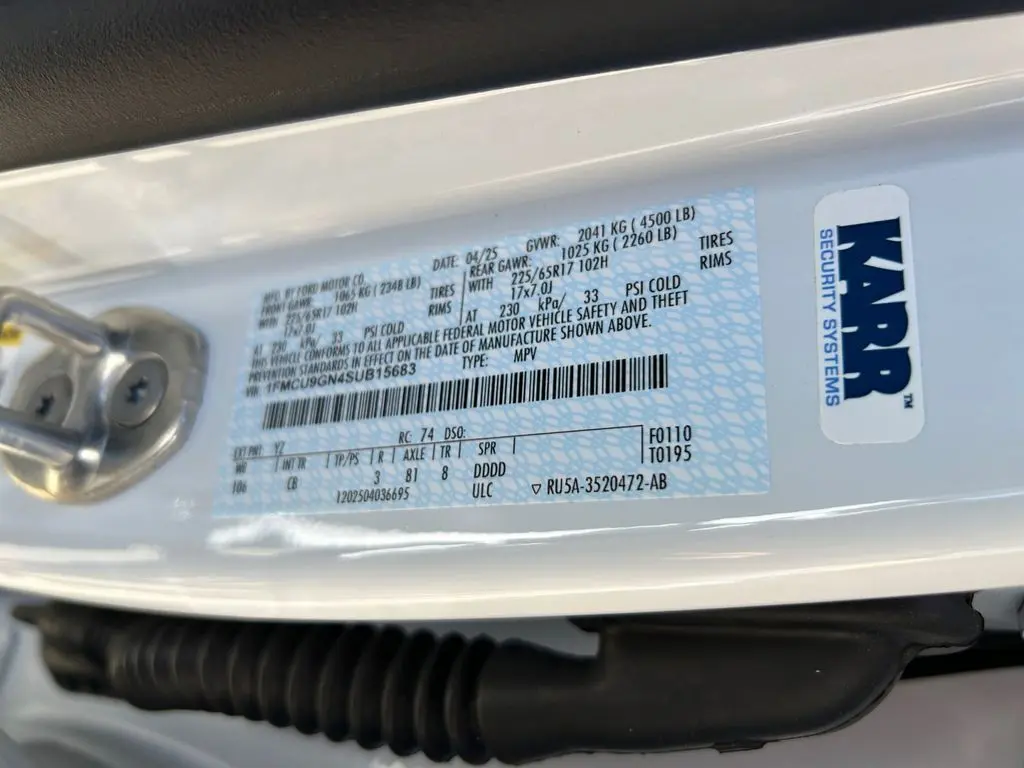 MFG. BY FORD MOTOR CO.
DATE: 04/25 GVWR: 2041 KG ( 4500 LB)
FRONT GAWR: 1065 KG ( 2348 LB)
REAR GAWR: 1025 KG ( 2260 LB)
WITH 225/65R17 102H TIRES
WITH 225/65R17 102H TIRES
17x7.0J RIMS
17x7.0J RIMS
AT 230 kPa/ 33 PSI COLD
AT 230 kPa/ 33 PSI COLD
THIS VEHICLE CONFORMS TO ALL APPLICABLE FEDERAL MOTOR VEHICLE SAFETY AND THEFT
PREVENTION STANDARDS IN EFFECT ON THE DATE OF MANUFACTURE SHOWN ABOVE.
VIN: 1FMCU9GN4SUB15683 TYPE: MPV
EXT PNT: YZ RC: 74 DSO:
WB INT TR TP/PS R AXLE TR SPR
106 CB 3 81 8 DDDD
F0110
T0195
1202504036695 ULC ▽ RU5A-3520472-AB
KARR™
SECURITY SYSTEMS